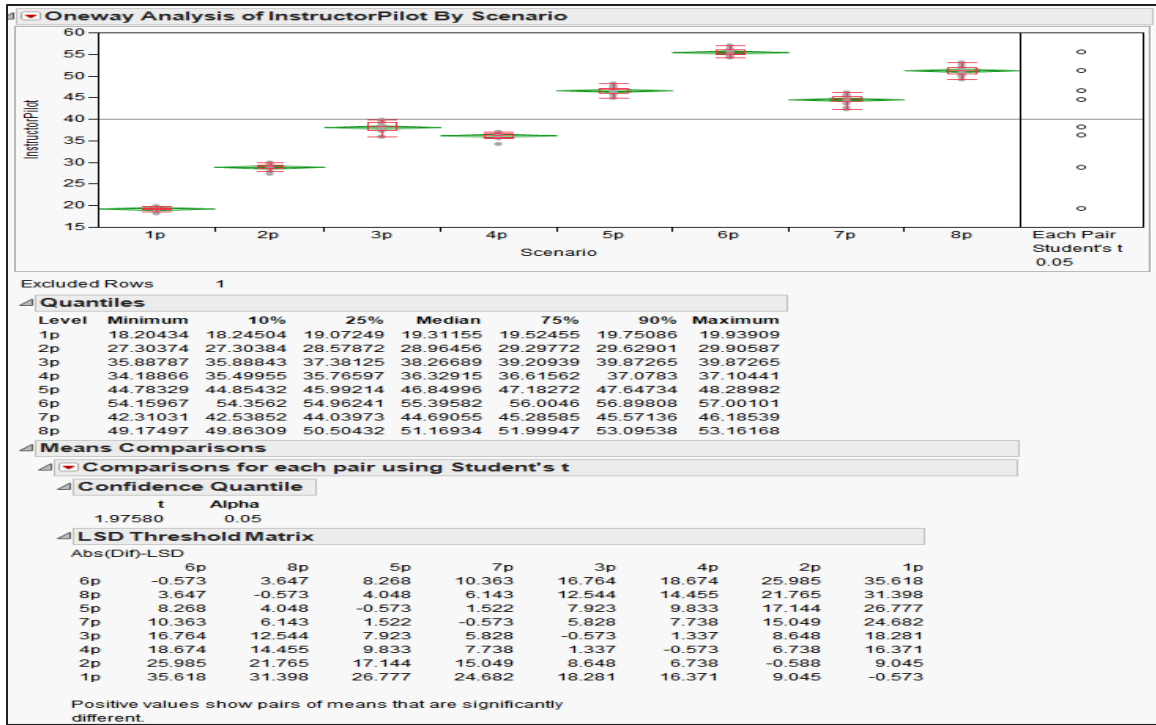 Oneway Analysis of InstructorPilot By Scenario
60
55
50
45
40
35
30
25
20
15
InstructorPilot
1p 2p 3p 4p 5p 6p 7p 8p
Scenario
Each Pair
Student's t
0.05
Excluded Rows 1
Quantiles
Level Minimum 10% 25% Median 75% 90% Maximum
1p 18.20434 18.24504 19.07249 19.31155 19.52455 19.75086 19.93909
2p 27.30374 27.30384 28.57872 28.96456 29.29772 29.62901 29.90587
3p 35.88787 35.88843 37.38125 38.26689 39.20939 39.87265 39.87265
4p 34.18866 35.49955 35.76597 36.32915 36.61562 37.0783 37.10441
5p 44.78329 44.85432 45.99214 46.84996 47.18272 47.64734 48.28982
6p 54.15967 54.3562 54.96241 55.39582 56.0046 56.89808 57.00101
7p 42.31031 42.53852 44.03973 44.69055 45.28585 45.57136 46.18539
8p 49.17497 49.86309 50.50432 51.16934 51.99947 53.09538 53.16168
Means Comparisons
Comparisons for each pair using Student's t
Confidence Quantile
t Alpha
1.97580 0.05
LSD Threshold Matrix
Abs(Dif)-LSD
6p 8p 5p 7p 3p 4p 2p 1p
6p -0.573 3.647 8.268 10.363 16.764 18.674 25.985 35.618
8p 3.647 -0.573 4.048 6.143 12.544 14.455 21.765 31.398
5p 8.268 4.048 -0.573 1.522 7.923 9.833 17.144 26.777
7p 10.363 6.143 1.522 -0.573 5.828 7.738 15.049 24.682
3p 16.764 12.544 7.923 5.828 -0.573 1.337 8.648 18.281
4p 18.674 14.455 9.833 7.738 1.337 -0.573 6.738 16.371
2p 25.985 21.765 17.144 15.049 8.648 6.738 -0.588 9.045
1p 35.618 31.398 26.777 24.682 18.281 16.371 9.045 -0.573
Positive values show pairs of means that are significantly
different.